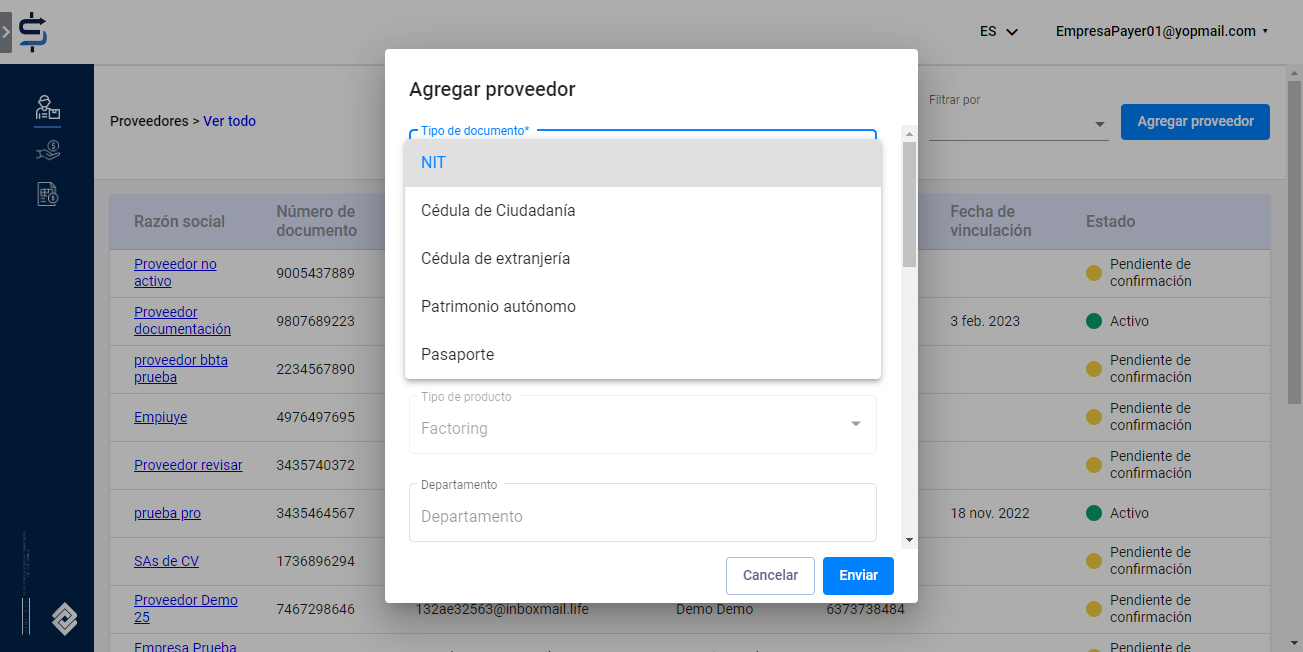 ES
EmpresaPayer01@yopmail.com
Proveedores > Ver todo
Filtrar por
Agregar proveedor
Agregar proveedor
Tipo de documento*
NIT
Cédula de Ciudadanía
Cédula de extranjería
Patrimonio autónomo
Pasaporte
Tipo de producto
Factoring
Departamento
Departamento
Cancelar
Enviar
Razón social
Número de
documento
Fecha de
vinculación
Estado
Proveedor no
activo
9005437889
Pendiente de
confirmación
Proveedor
documentación
9807689223
3 feb. 2023
Activo
proveedor bbta
prueba
2234567890
Pendiente de
confirmación
Empiuye
4976497695
Pendiente de
confirmación
Proveedor revisar
3435740372
Pendiente de
confirmación
prueba pro
3435464567
18 nov. 2022
Activo
SAs de CV
1736896294
Pendiente de
confirmación
Proveedor Demo
25
7467298646
132ae32563@inboxmail.life
Demo Demo
6373738484
Pendiente de
confirmación
Empresa Prueba
Pendiente de